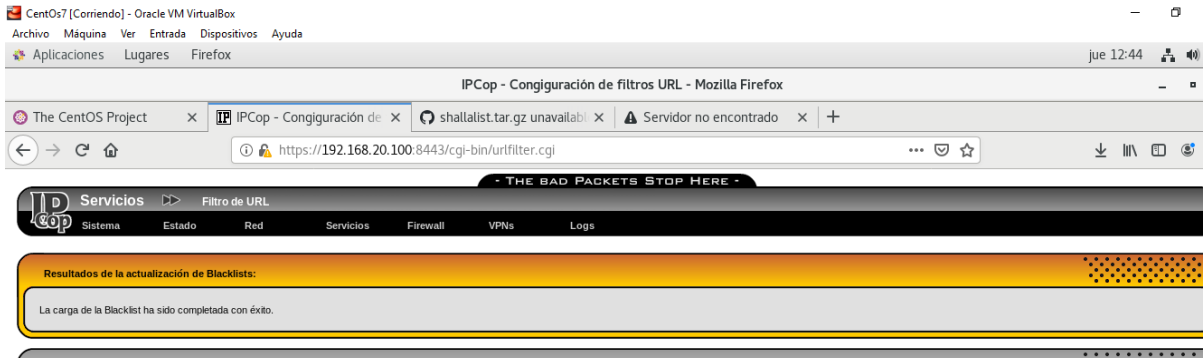 CentOs7 [Corriendo] - Oracle VM VirtualBox
Archivo Máquina Ver Entrada Dispositivos Ayuda
Aplicaciones Lugares Firefox jue 12:44
IPCop - Congiguración de filtros URL - Mozilla Firefox
The CentOS Project IPCop - Congiguración de shallalist.tar.gz unavailabl Servidor no encontrado
https://192.168.20.100:8443/cgi-bin/urlfilter.cgi
- THE BAD PACKETS STOP HERE -
IPCop Servicios Filtro de URL
Sistema Estado Red Servicios Firewall VPNs Logs
Resultados de la actualización de Blacklists:
La carga de la Blacklist ha sido completada con éxito.